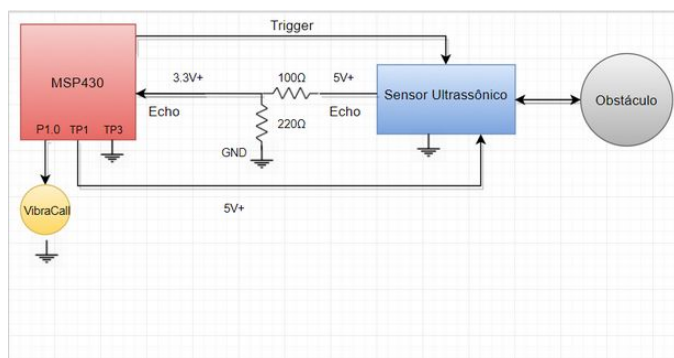 Trigger
MSP430
3.3V+
100Ω
5V+
Sensor Ultrassônico
Obstáculo
Echo
Echo
220Ω
P1.0 TP1 TP3
GND
VibraCall
5V+